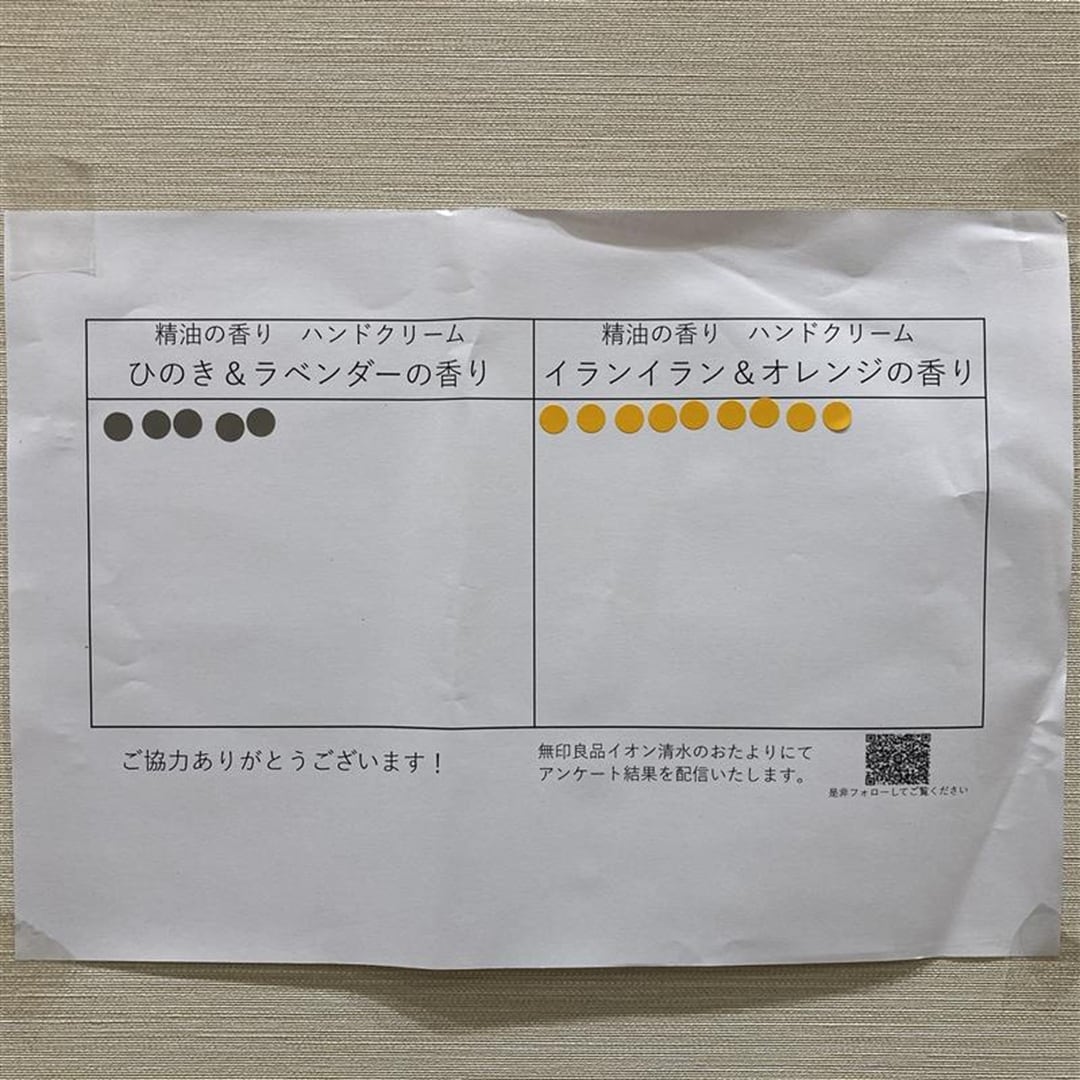 精油の香り　ハンドクリーム
ひのき＆ラベンダーの香り
精油の香り　ハンドクリーム
イランイラン＆オレンジの香り
ご協力ありがとうございます！
無印良品イオン清水のおたよりにて
アンケート結果を配信いたします。
是非フォローしてご覧ください